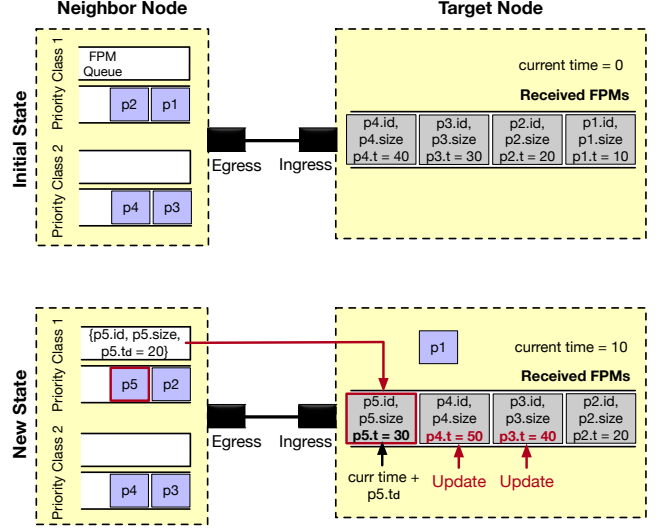 Neighbor Node
Target Node
Initial State
Priority Class 1
FPM
Queue
p2
p1
Priority Class 2
p4
p3
Egress
Ingress
current time = 0
Received FPMs
p4.id,
p4.size
p4.t = 40
p3.id,
p3.size
p3.t = 30
p2.id,
p2.size
p2.t = 20
p1.id,
p1.size
p1.t = 10
New State
Priority Class 1
{p5.id, p5.size,
p5.td = 20}
p5
p2
Priority Class 2
p4
p3
Egress
Ingress
p1
current time = 10
Received FPMs
p5.id,
p5.size
p5.t = 30
p4.id,
p4.size
p4.t = 50
p3.id,
p3.size
p3.t = 40
p2.id,
p2.size
p2.t = 20
curr time +
p5.td
Update
Update